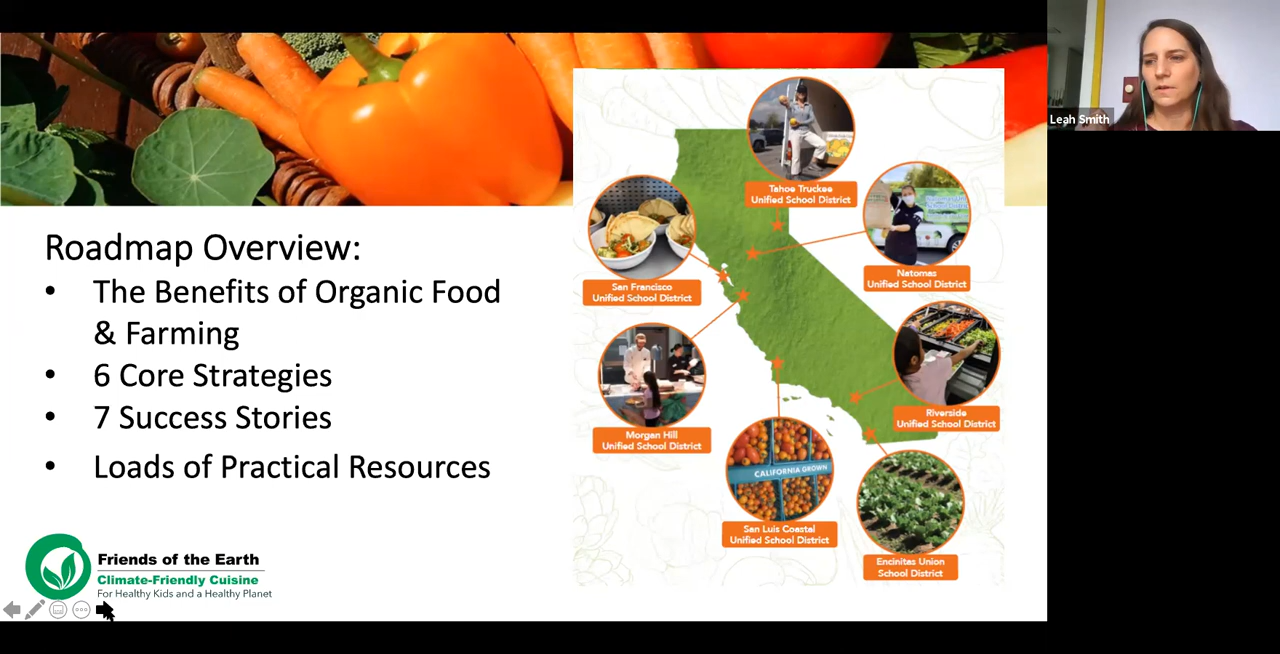 Roadmap Overview:
• The Benefits of Organic Food
& Farming
• 6 Core Strategies
• 7 Success Stories
• Loads of Practical Resources
Friends of the Earth
Climate-Friendly Cuisine
For Healthy Kids and a Healthy Planet
Tahoe Truckee
Unified School District
Natomas
Unified School District
San Francisco
Unified School District
Morgan Hill
Unified School District
Riverside
Unified School District
CALIFORNIA GROWN
San Luis Coastal
Unified School District
Encinitas Union
School District
Leah Smith